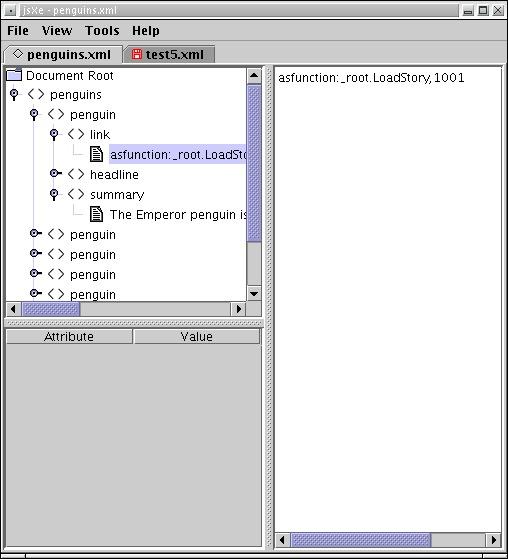 jsXe - penguins.xml
File View Tools Help
penguins.xml test5.xml
Document Root
penguins
penguin
link
asfunction:_root.LoadSto
headline
summary
The Emperor penguin is
penguin
penguin
penguin
penguin
Attribute Value
asfunction:_root.LoadStory,1001